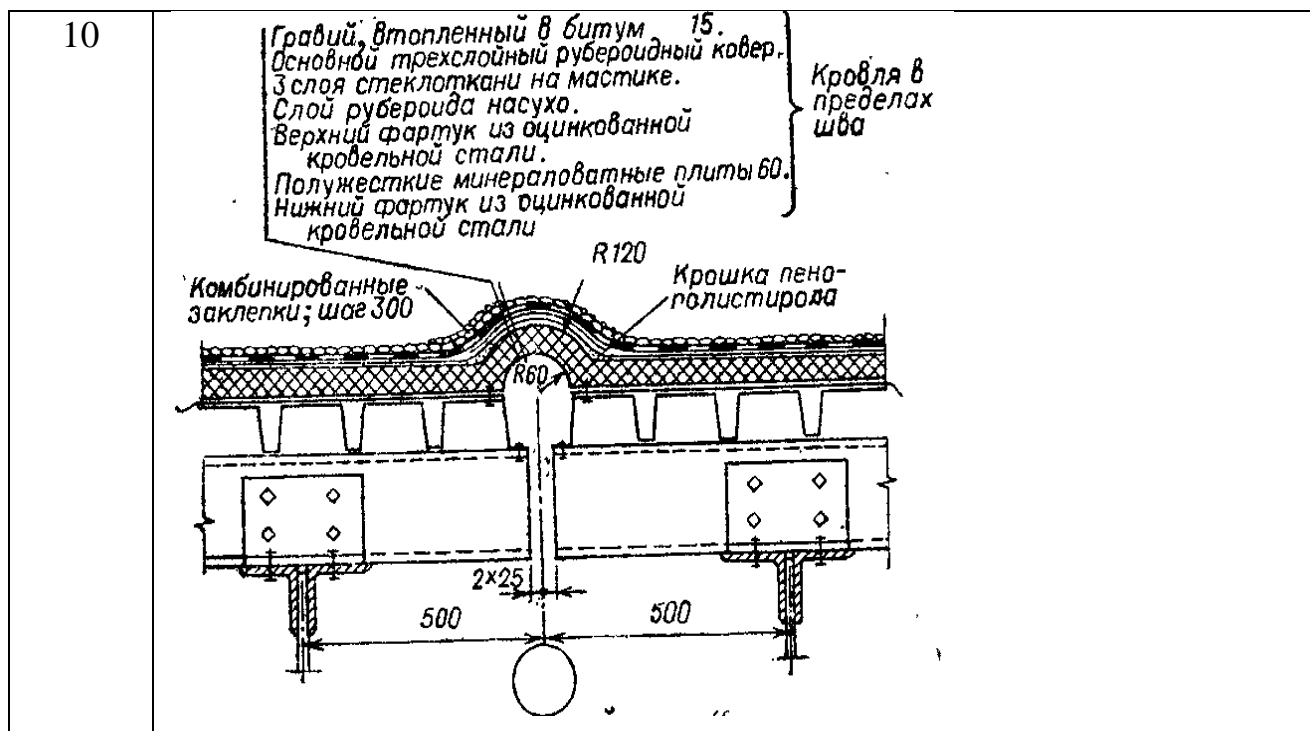 10
Гравий, втопленный в битум 15.
Основной трехслойный рубероидный ковер.
3 слоя стеклоткани на мастике.
Слой рубероида насухо.
Верхний фартук из оцинкованной
кровельной стали.
Полужесткие минераловатные плиты 60.
Нижний фартук из оцинкованной
кровельной стали
Кровля в
пределах
шва
R120
Комбинированные
заклепки; шаг 300
Крошка пено-
полистирола
R60
2×25
500
500